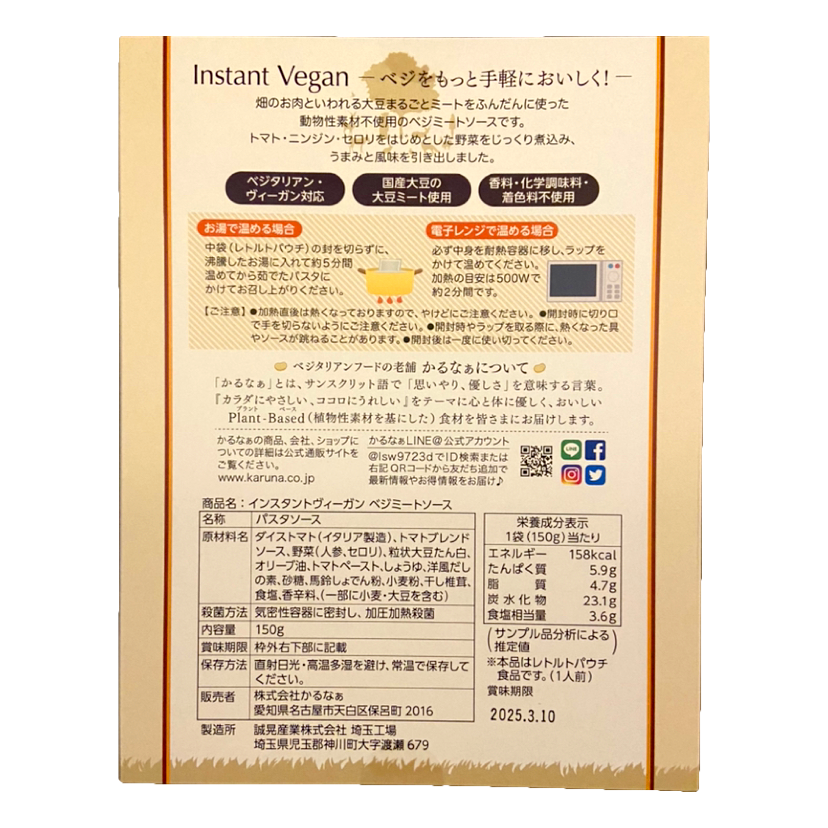 Instant Vegan — ベジをもっと手軽においしく! —
畑のお肉といわれる大豆まるごとミートをふんだんに使った
動物性素材不使用のベジミートソースです。
トマト・ニンジン・セロリをはじめとした野菜をじっくり煮込み、
うまみと風味を引き出しました。
ベジタリアン・
ヴィーガン対応
国産大豆の
大豆ミート使用
香料・化学調味料・
着色料不使用
お湯で温める場合
中袋(レトルトパウチ)の封を切らずに、
沸騰したお湯に入れて約5分間
温めてから茹でたパスタに
かけてお召し上がりください。
電子レンジで温める場合
必ず中身を耐熱容器に移し、ラップを
かけて温めてください。
加熱の目安は500Wで
約2分間です。
【ご注意】●加熱直後は熱くなっておりますので、やけどにご注意ください。●開封時に切り口
で手を切らないようにご注意ください。●開封時やラップを取る際に、熱くなった具
やソースが跳ねることがあります。●開封後は一度に使い切ってください。
ベジタリアンフードの老舗 かるなぁについて
「かるなぁ」とは、サンスクリット語で「思いやり、優しさ」を意味する言葉。
『カラダにやさしい、ココロにうれしい』をテーマに心と体に優しく、おいしい
プラント ベース
Plant-Based(植物性素材を基にした)食材を皆さまにお届けします。
かるなぁの商品、会社、ショップに
ついての詳細は公式通販サイトを
ご覧ください。
www.karuna.co.jp
かるなぁLINE@公式アカウント
@lsw9723dでID検索または
右記QRコードから友だち追加で
最新情報やお得情報をお届け♪
LINE
商品名:インスタントヴィーガン ベジミートソース
名称 パスタソース
原材料名 ダイストマト(イタリア製造)、トマトブレンド
ソース、野菜(人参、セロリ)、粒状大豆たん白、
オリーブ油、トマトペースト、しょうゆ、洋風だし
の素、砂糖、馬鈴しょでん粉、小麦粉、干し椎茸、
食塩、香辛料、(一部に小麦・大豆を含む)
殺菌方法 気密性容器に密封し、加圧加熱殺菌
内容量 150g
賞味期限 枠外右下部に記載
保存方法 直射日光・高温多湿を避け、常温で保存して
ください。
販売者 株式会社かるなぁ
愛知県名古屋市天白区保呂町 2016
製造所 誠晃産業株式会社 埼玉工場
埼玉県児玉郡神川町大字渡瀬 679
栄養成分表示
1袋(150g)当たり
エネルギー 158kcal
たんぱく質 5.9g
脂質 4.7g
炭水化物 23.1g
食塩相当量 3.6g
(サンプル品分析による
推定値)
※本品はレトルトパウチ
食品です。(1人前)
賞味期限
2025.3.10